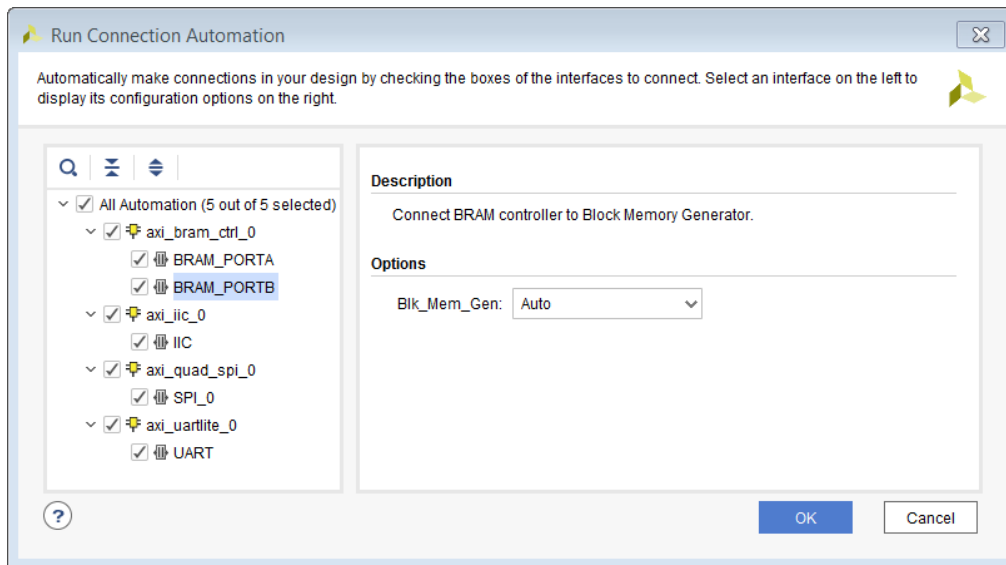 Run Connection Automation
Automatically make connections in your design by checking the boxes of the interfaces to connect. Select an interface on the left to
display its configuration options on the right.
All Automation (5 out of 5 selected)
axi_bram_ctrl_0
BRAM_PORTA
BRAM_PORTB
axi_iic_0
IIC
axi_quad_spi_0
SPI_0
axi_uartlite_0
UART
Description
Connect BRAM controller to Block Memory Generator.
Options
Blk_Mem_Gen: Auto
?
OK
Cancel